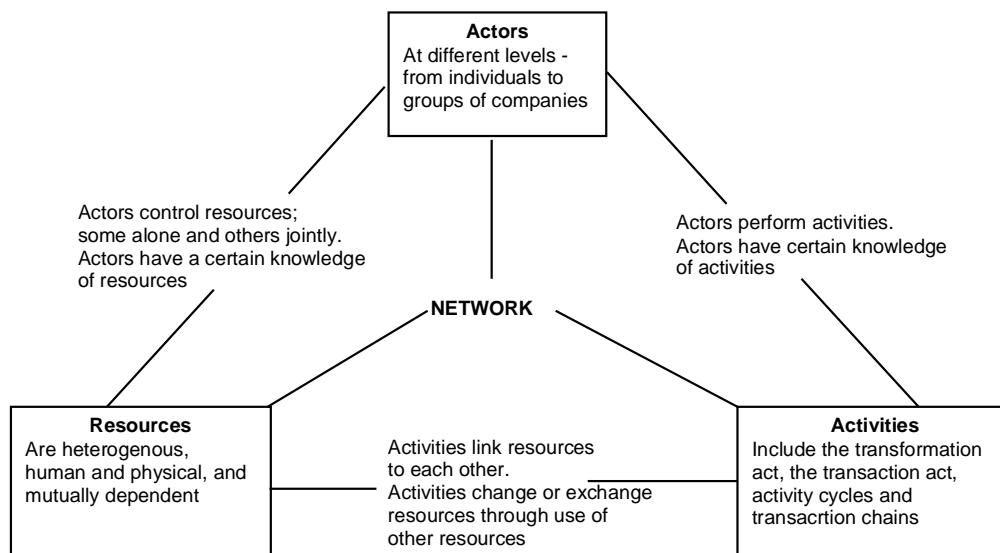 Actors
At different levels -
from individuals to
groups of companies
Actors control resources;
some alone and others jointly.
Actors have a certain knowledge
of resources
Actors perform activities.
Actors have certain knowledge
of activities
NETWORK
Resources
Are heterogenous,
human and physical, and
mutually dependent
Activities link resources
to each other.
Activities change or exchange
resources through use of
other resources
Activities
Include the transformation
act, the transaction act,
activity cycles and
transacrtion chains